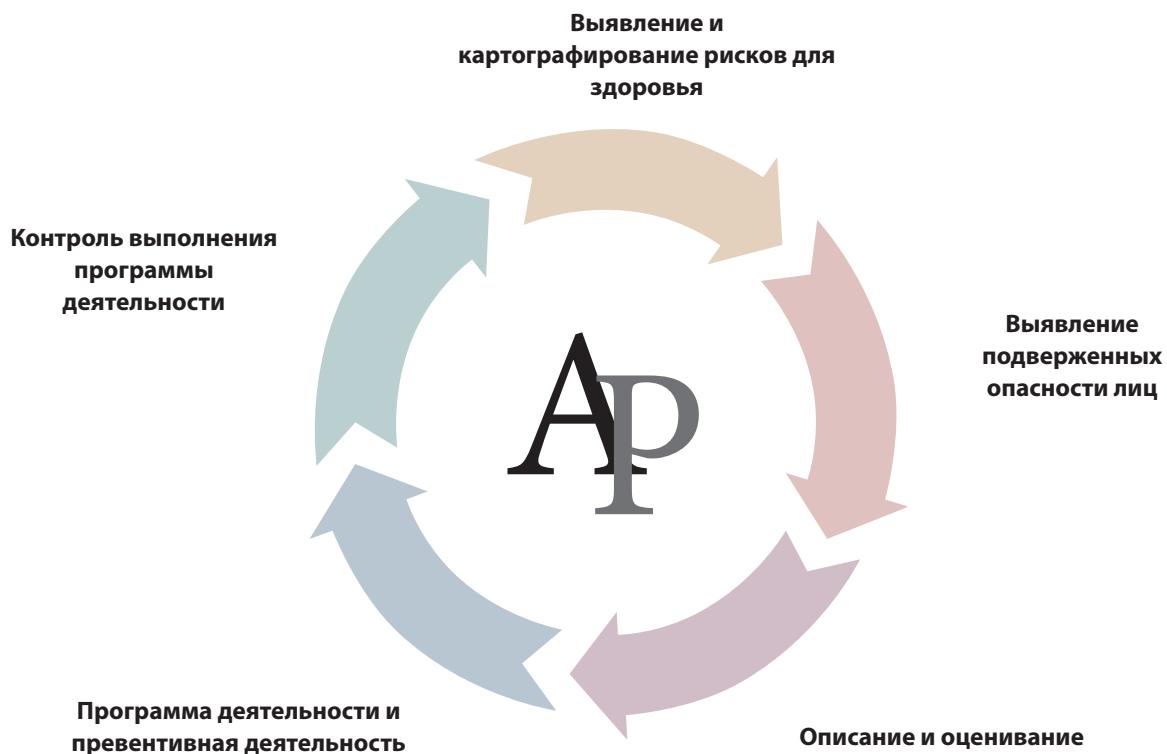 Выявление и
картографирование рисков для
здоровья
Контроль выполнения
программы
деятельности
Выявление
подверженных
опасности лиц
AP
Программа деятельности и
превентивная деятельность
Описание и оценивание